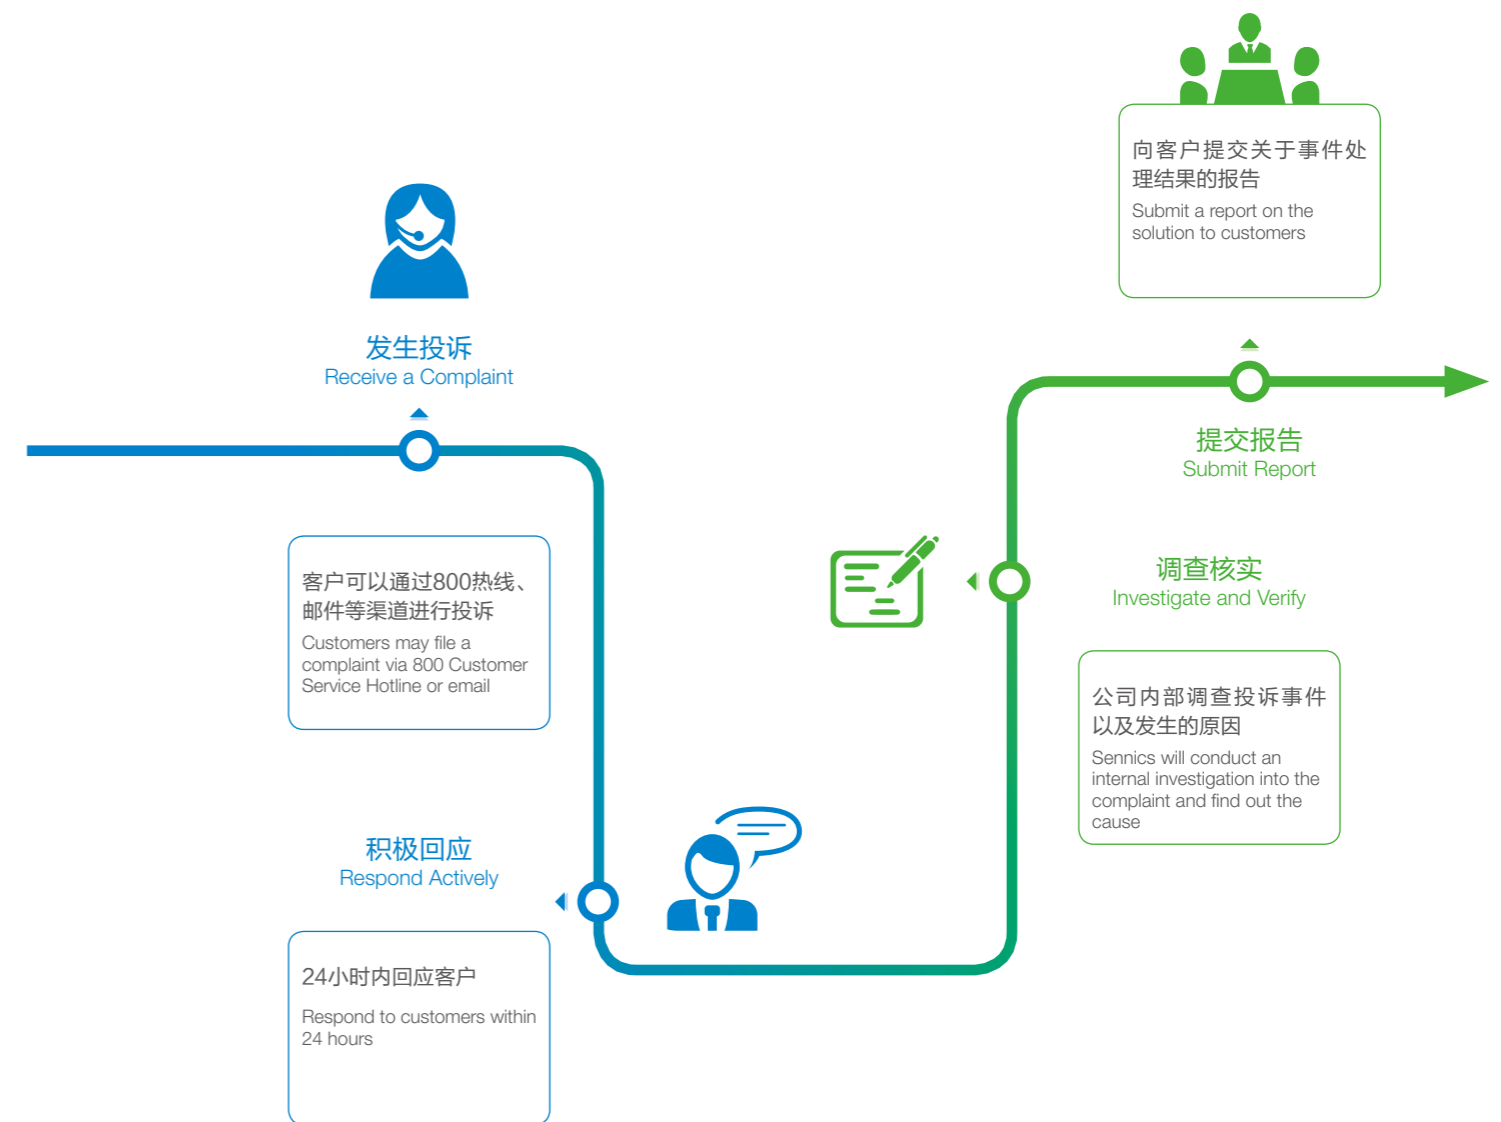 发生投诉
Receive a Complaint
客户可以通过800热线、
邮件等渠道进行投诉
Customers may file a
complaint via 800 Customer
Service Hotline or email
积极回应
Respond Actively
24小时内回应客户
Respond to customers within
24 hours
调查核实
Investigate and Verify
公司内部调查投诉事件
以及发生的原因
Sennics will conduct an
internal investigation into the
complaint and find out the
cause
向客户提交关于事件处
理结果的报告
Submit a report on the
solution to customers
提交报告
Submit Report